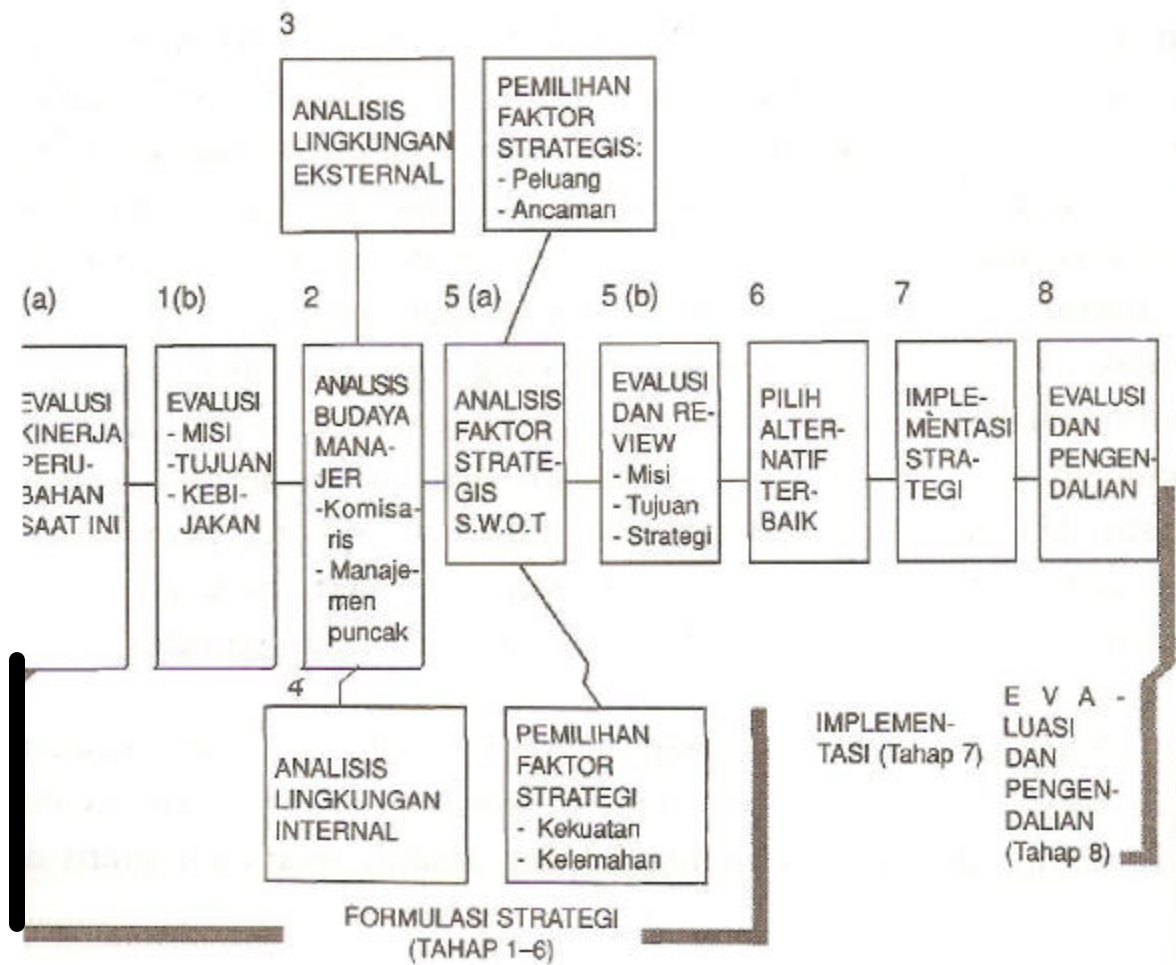 3
ANALISIS
LINGKUNGAN
EKSTERNAL
PEMILIHAN
FAKTOR
STRATEGIS:
- Peluang
- Ancaman
(a)
1(b)
2
5 (a)
5 (b)
6
7
8
EVALUSI
KINERJA
PERU-
BAHAN
SAAT INI
EVALUSI
- MISI
-TUJUAN
- KEBI-
JAKAN
ANALISIS
BUDAYA
MANA-
JER
-Komisa-
ris
- Manaje-
men
puncak
ANALISIS
FAKTOR
STRATE-
GIS
S.W.O.T
EVALUSI
DAN RE-
VIEW
- Misi
- Tujuan
- Strategi
PILIH
ALTER-
NATIF
TER-
BAIK
IMPLE-
MENTASI
STRA-
TEGI
EVALUSI
DAN
PENGEN-
DALIAN
4
ANALISIS
LINGKUNGAN
INTERNAL
PEMILIHAN
FAKTOR
STRATEGI
- Kekuatan
- Kelemahan
IMPLEMEN-
TASI (Tahap 7)
E V A -
LUASI
DAN
PENGEN-
DALIAN
(Tahap 8)
FORMULASI STRATEGI
(TAHAP 1–6)